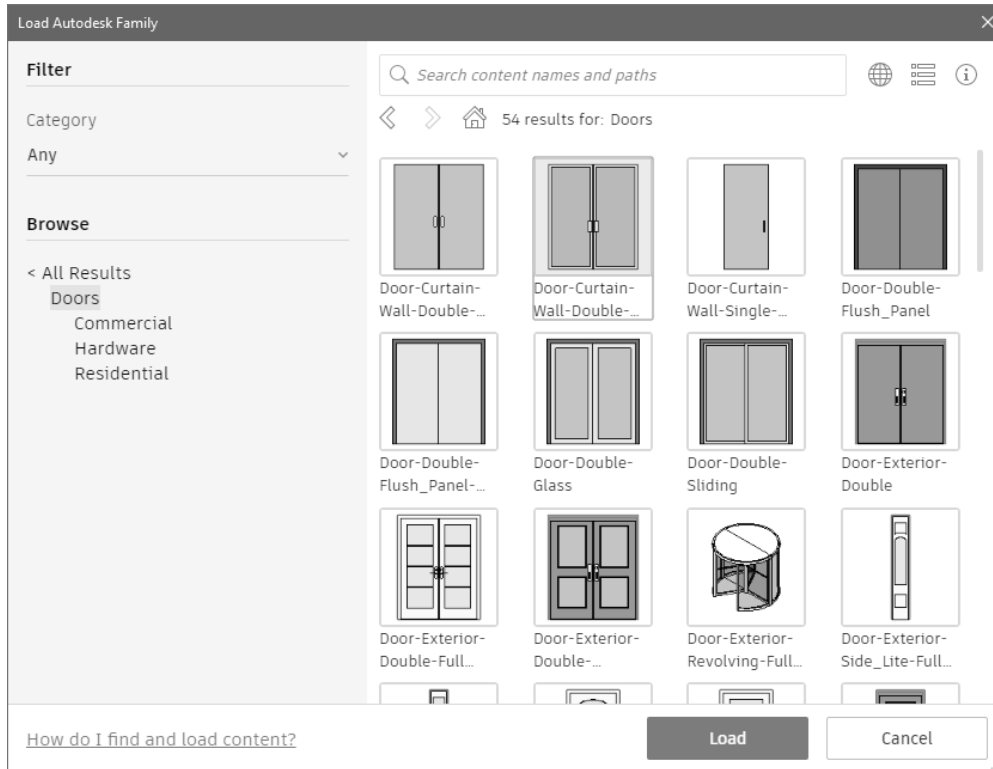 Load Autodesk Family
Filter
Category
Any
Browse
< All Results
Doors
Commercial
Hardware
Residential
Search content names and paths
54 results for: Doors
Door-Curtain-
Wall-Double-...
Door-Curtain-
Wall-Double-...
Door-Curtain-
Wall-Single-...
Door-Double-
Flush_Panel
Door-Double-
Flush_Panel-...
Door-Double-
Glass
Door-Double-
Sliding
Door-Exterior-
Double
Door-Exterior-
Double-Full...
Door-Exterior-
Double-...
Door-Exterior-
Revolving-Full...
Door-Exterior-
Side_Lite-Full...
How do I find and load content?
Load
Cancel